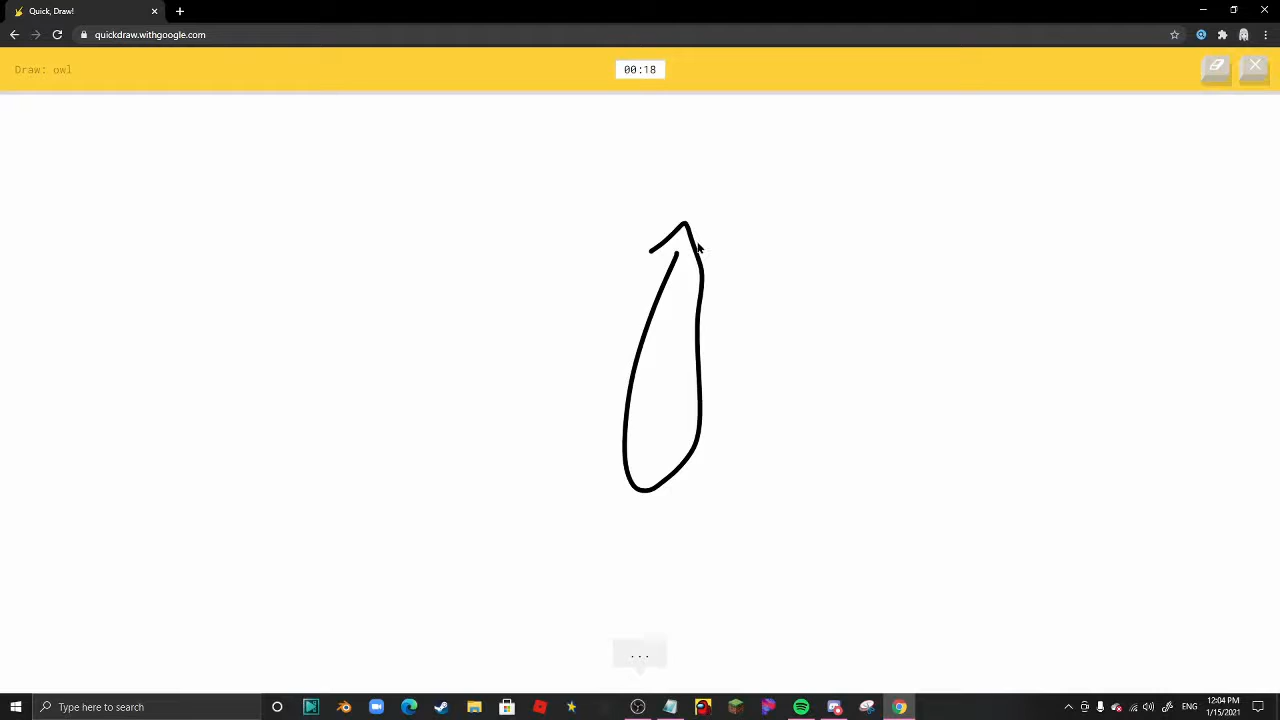 Quick, Draw!
quickdraw.withgoogle.com
Draw: owl
00:18
...
Type here to search
12:04 PM
1/15/2021